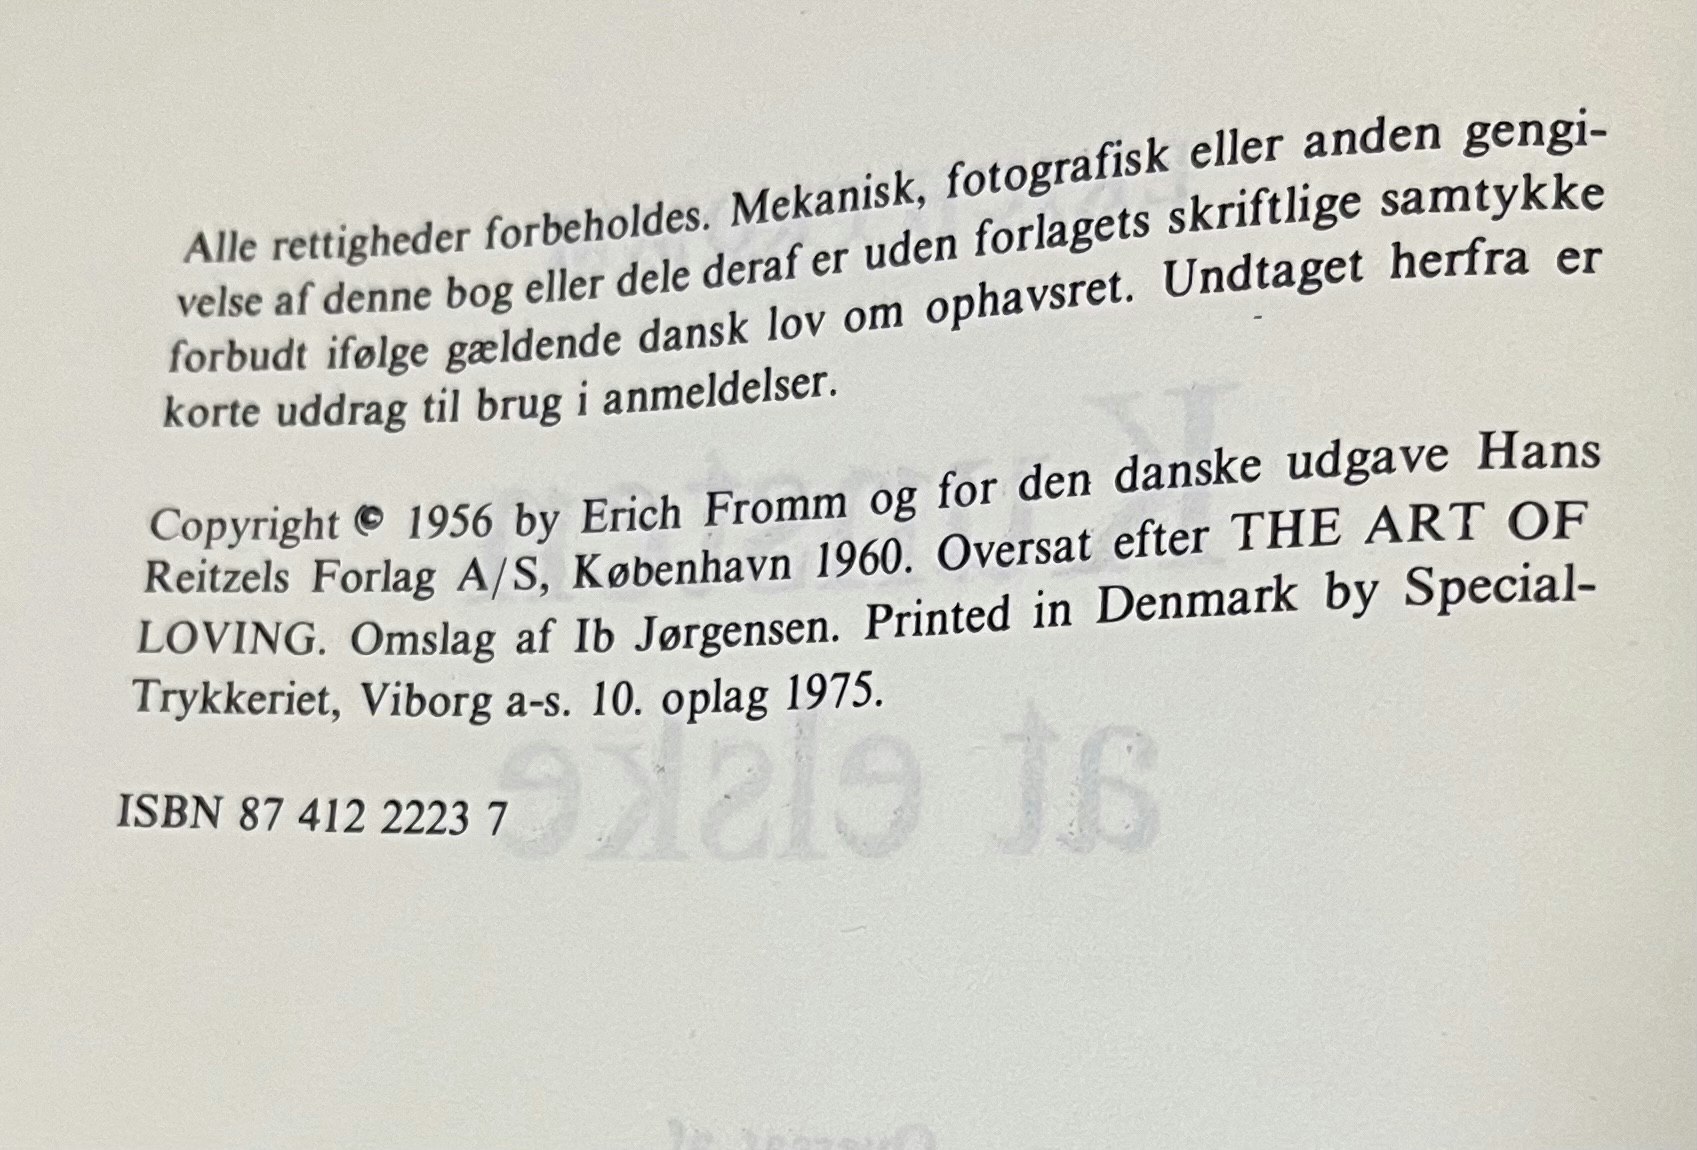 Alle rettigheder forbeholdes. Mekanisk, fotografisk eller anden gengi-
velse af denne bog eller dele deraf er uden forlagets skriftlige samtykke
forbudt ifølge gældende dansk lov om ophavsret. Undtaget herfra er
korte uddrag til brug i anmeldelser.
Copyright © 1956 by Erich Fromm og for den danske udgave Hans
Reitzels Forlag A/S, København 1960. Oversat efter THE ART OF
LOVING. Omslag af Ib Jørgensen. Printed in Denmark by Special-
Trykkeriet, Viborg a-s. 10. oplag 1975.
ISBN 87 412 2223 7